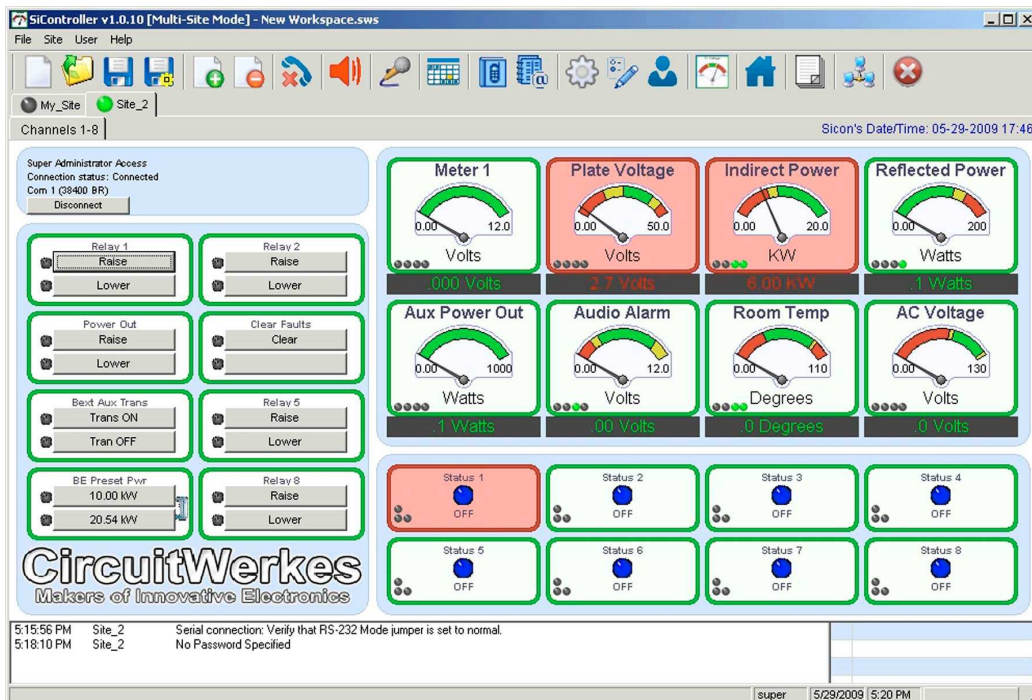 SiController v1.0.10 [Multi-Site Mode] - New Workspace.sws
File Site User Help
My_Site Site_2
Channels 1-8
Sicon's Date/Time: 05-29-2009 17:46
Super Administrator Access
Connection status: Connected
Com 1 (38400 BR)
Disconnect
Relay 1
Raise
Lower
Relay 2
Raise
Lower
Power Out
Raise
Lower
Clear Faults
Clear
Bext Aux Trans
Trans ON
Tran OFF
Relay 5
Raise
Lower
BE Preset Pwr
10.00 kW
20.54 kW
Relay 8
Raise
Lower
CircuitWerkes
Makers of Innovative Electronics
Meter 1
0.00 12.0
Volts
.000 Volts
Plate Voltage
0.00 50.0
Volts
2.7 Volts
Indirect Power
0.00 20.0
KW
6.00 KW
Reflected Power
0.00 200
Watts
.1 Watts
Aux Power Out
0.00 1000
Watts
.1 Watts
Audio Alarm
0.00 12.0
Volts
.00 Volts
Room Temp
0.00 110
Degrees
.0 Degrees
AC Voltage
0.00 130
Volts
.0 Volts
Status 1
OFF
Status 2
OFF
Status 3
OFF
Status 4
OFF
Status 5
OFF
Status 6
OFF
Status 7
OFF
Status 8
OFF
5:15:56 PM Site_2 Serial connection: Verify that RS-232 Mode jumper is set to normal.
5:18:10 PM Site_2 No Password Specified
super 5/29/2009 5:20 PM